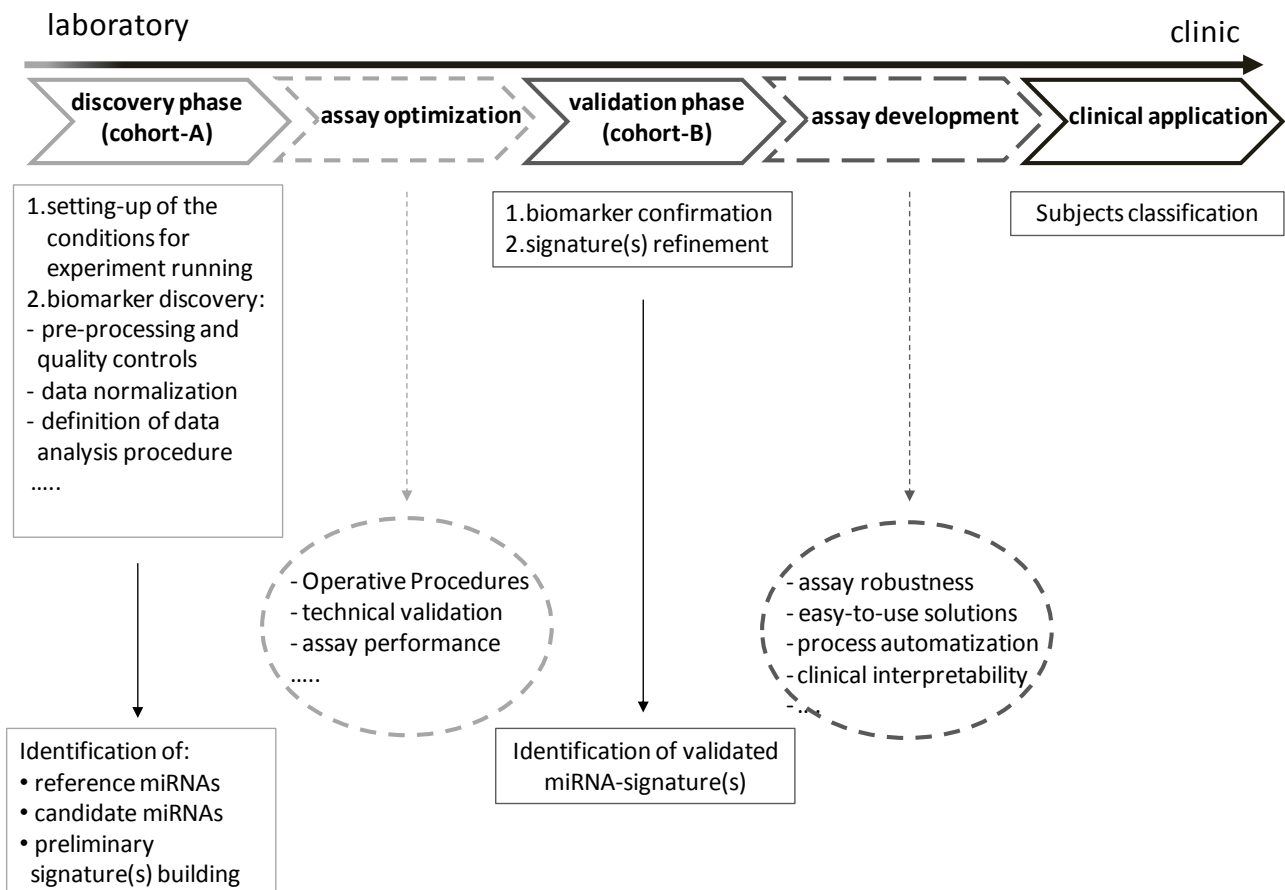 laboratory
clinic
discovery phase
(cohort-A)
assay optimization
validation phase
(cohort-B)
assay development
clinical application
1.setting-up of the
conditions for
experiment running
2.biomarker discovery:
- pre-processing and
quality controls
- data normalization
- definition of data
analysis procedure
.....
1.biomarker confirmation
2.signature(s) refinement
Subjects classification
- Operative Procedures
- technical validation
- assay performance
.....
- assay robustness
- easy-to-use solutions
- process automatization
- clinical interpretability
- ....
Identification of:
• reference miRNAs
• candidate miRNAs
• preliminary
signature(s) building
Identification of validated
miRNA-signature(s)